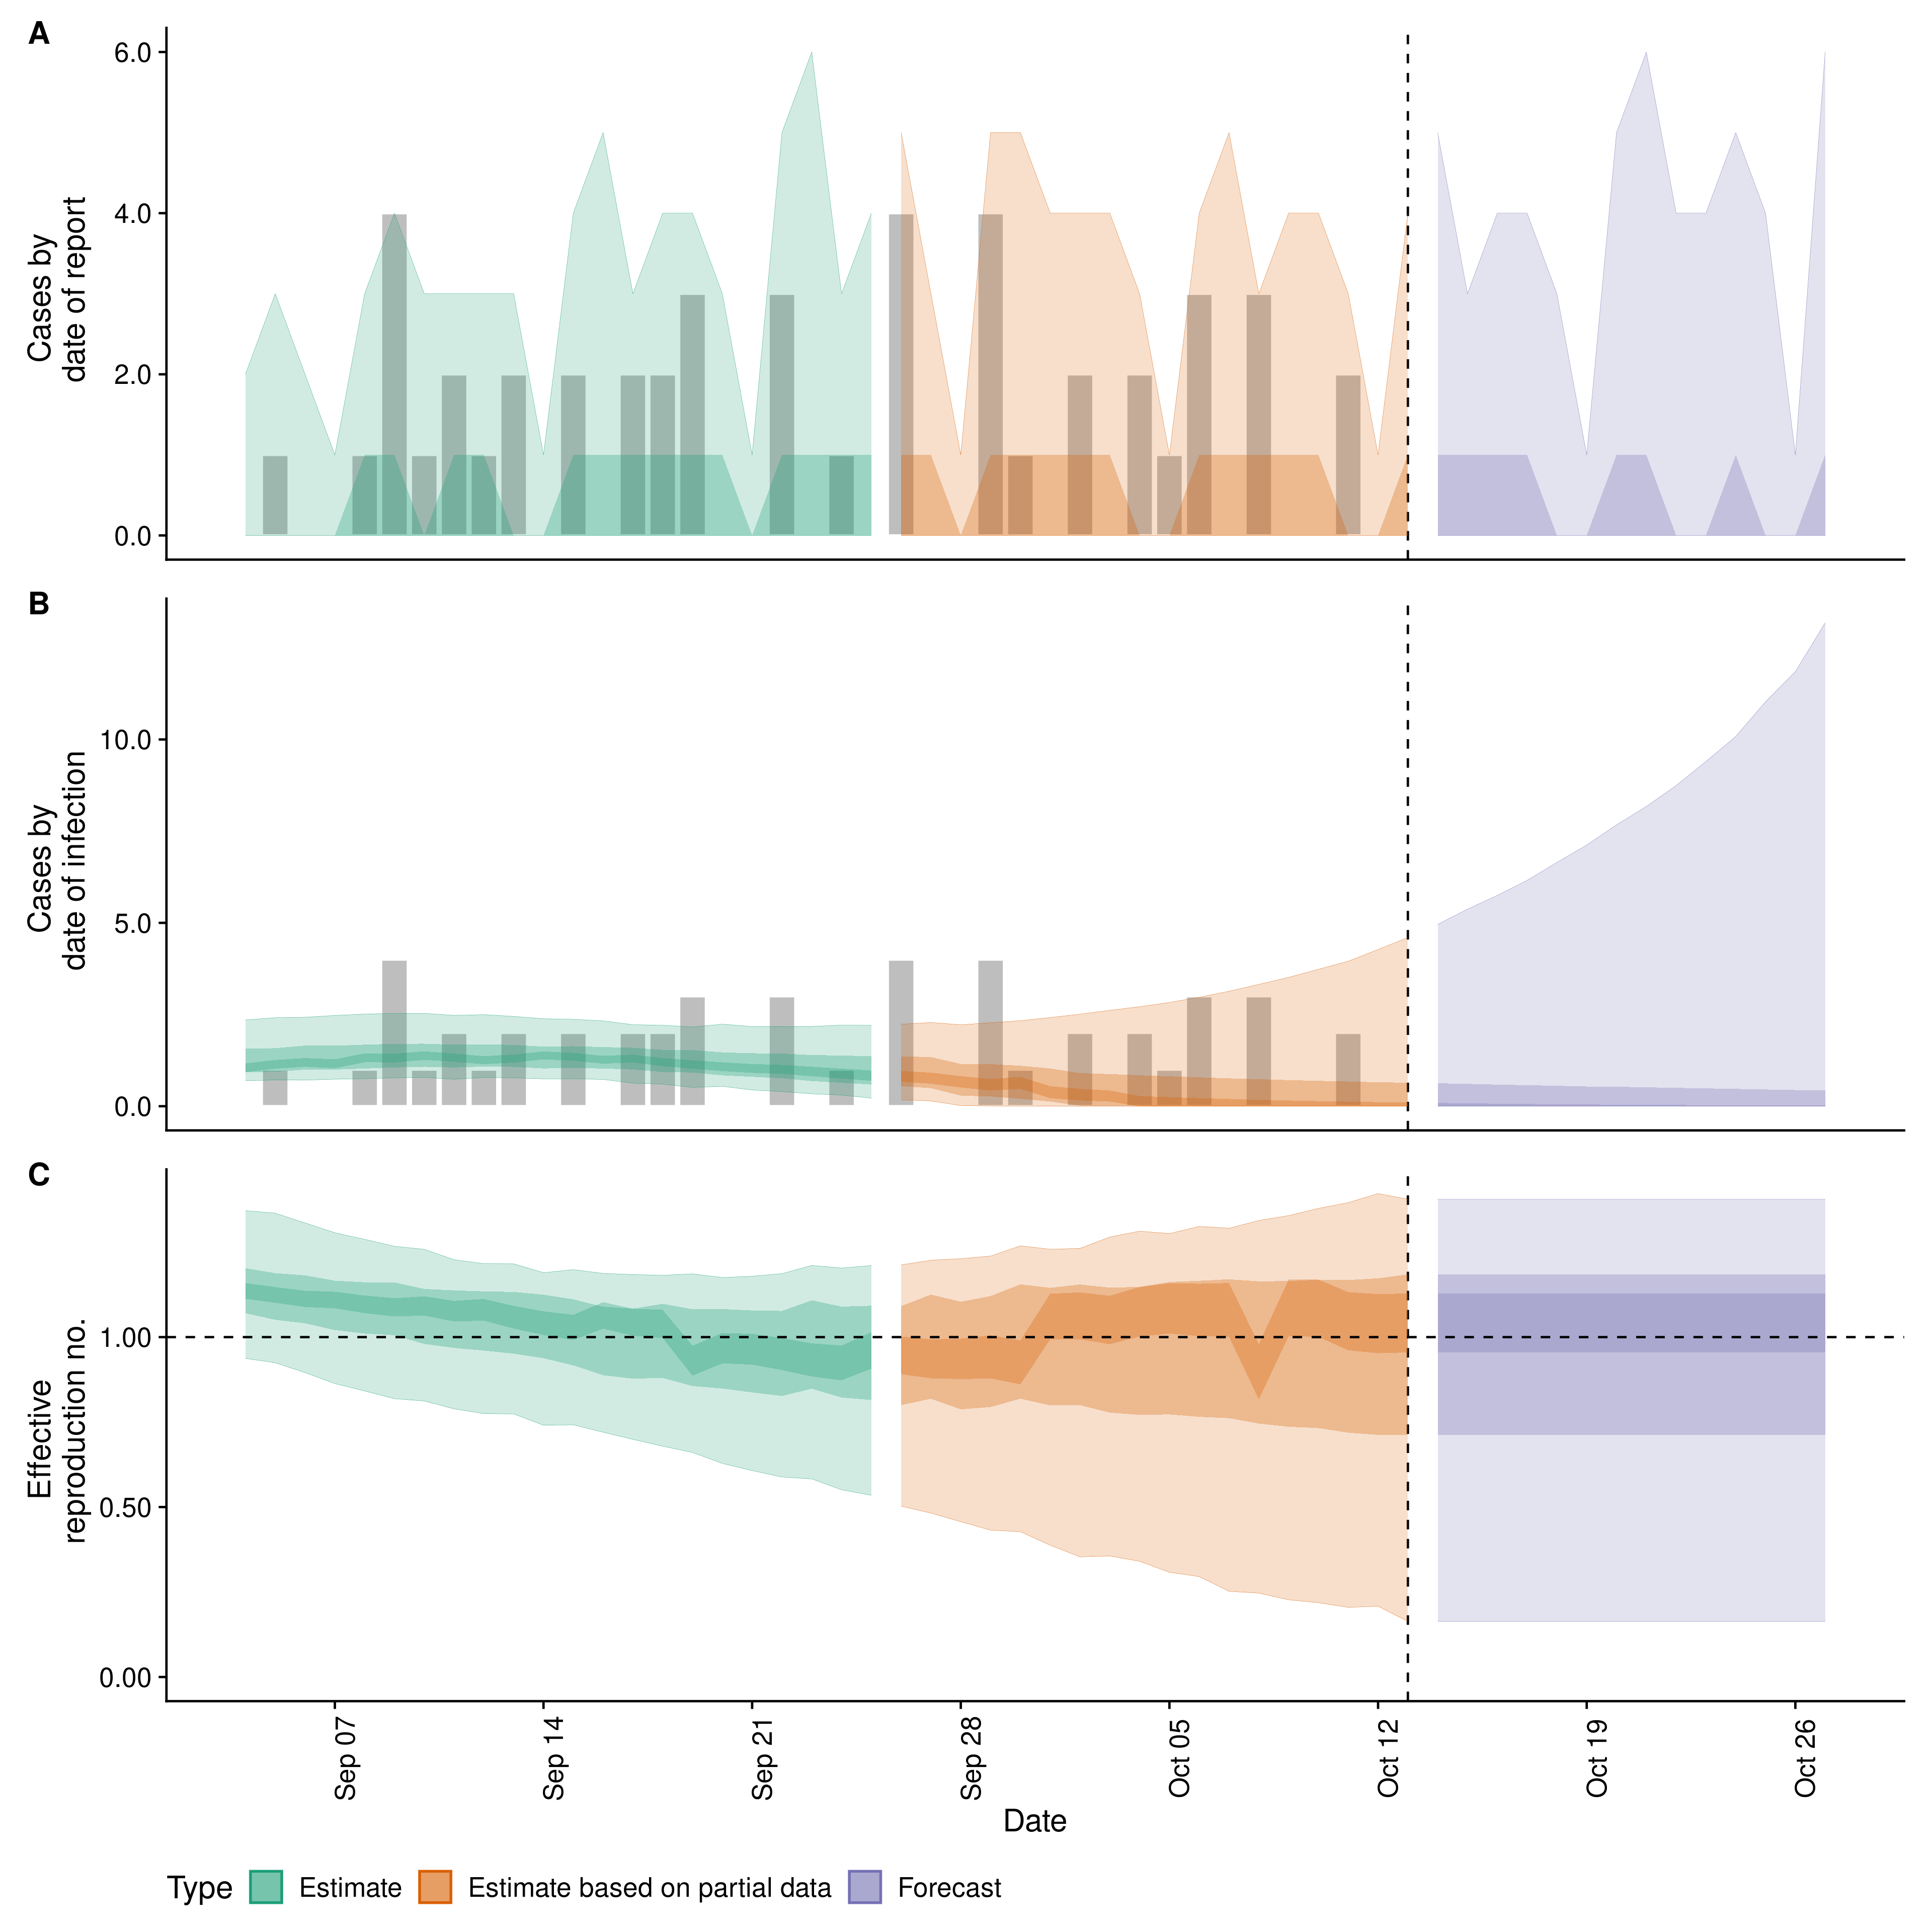 A
6.0
4.0
2.0
0.0
Cases by
date of report
B
10.0
5.0
0.0
Cases by
date of infection
C
1.00
0.50
0.00
Effective
reproduction no.
Sep 07
Sep 14
Sep 21
Sep 28
Oct 05
Oct 12
Oct 19
Oct 26
Date
Type Estimate Estimate based on partial data Forecast